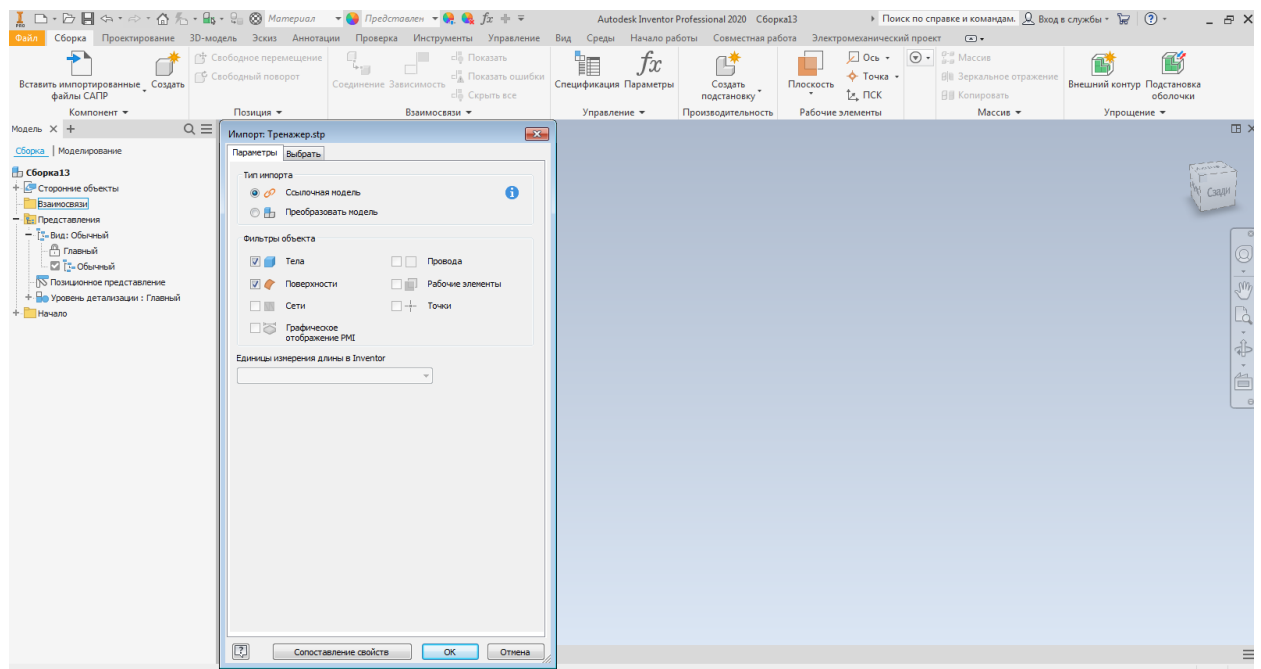 PRO
Материал
Представлен
fx
Autodesk Inventor Professional 2020 Сборка13
Поиск по справке и командам.
Вход в службы
Файл Сборка Проектирование 3D-модель Эскиз Аннотации Проверка Инструменты Управление Вид Среды Начало работы Совместная работа Электромеханический проект
Вставить импортированные
файлы САПР
Создать
Компонент
Свободное перемещение
Свободный поворот
Позиция
Соединение Зависимость
Показать
Показать ошибки
Скрыть все
Взаимосвязи
Спецификация
fx
Параметры
Управление
Создать
подстановку
Производительность
Плоскость
Ось
Точка
ПСК
Рабочие элементы
Массив
Зеркальное отражение
Копировать
Массив
Внешний контур
Подстановка
оболочки
Упрощение
Модель
Сборка | Моделирование
Сборка13
Сторонние объекты
Взаимосвязи
Представления
Вид: Обычный
Главный
Обычный
Позиционное представление
Уровень детализации : Главный
Начало
Импорт: Тренажер.stp
Параметры Выбрать
Тип импорта
Ссылочная модель
Преобразовать модель
Фильтры объекта
Тела Провода
Поверхности Рабочие элементы
Сети Точки
Графическое
отображение PMI
Единицы измерения длины в Inventor
Сопоставление свойств OK Отмена
Сзади